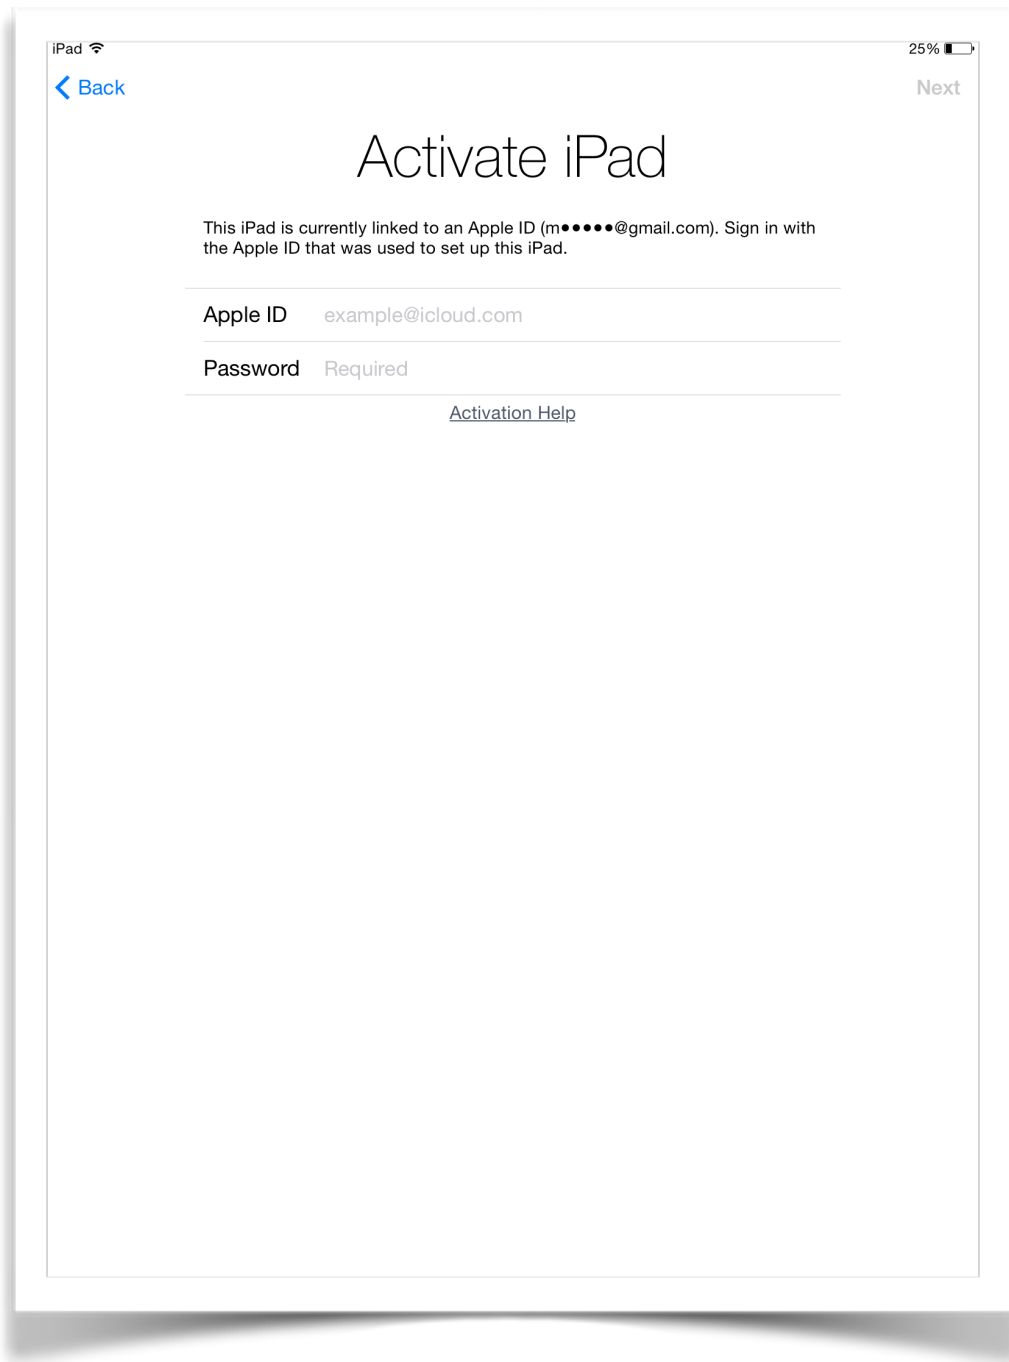 iPad
25%
Back
Next
Activate iPad
This iPad is currently linked to an Apple ID (m●●●●●@gmail.com). Sign in with
the Apple ID that was used to set up this iPad.
Apple ID example@icloud.com
Password Required
Activation Help